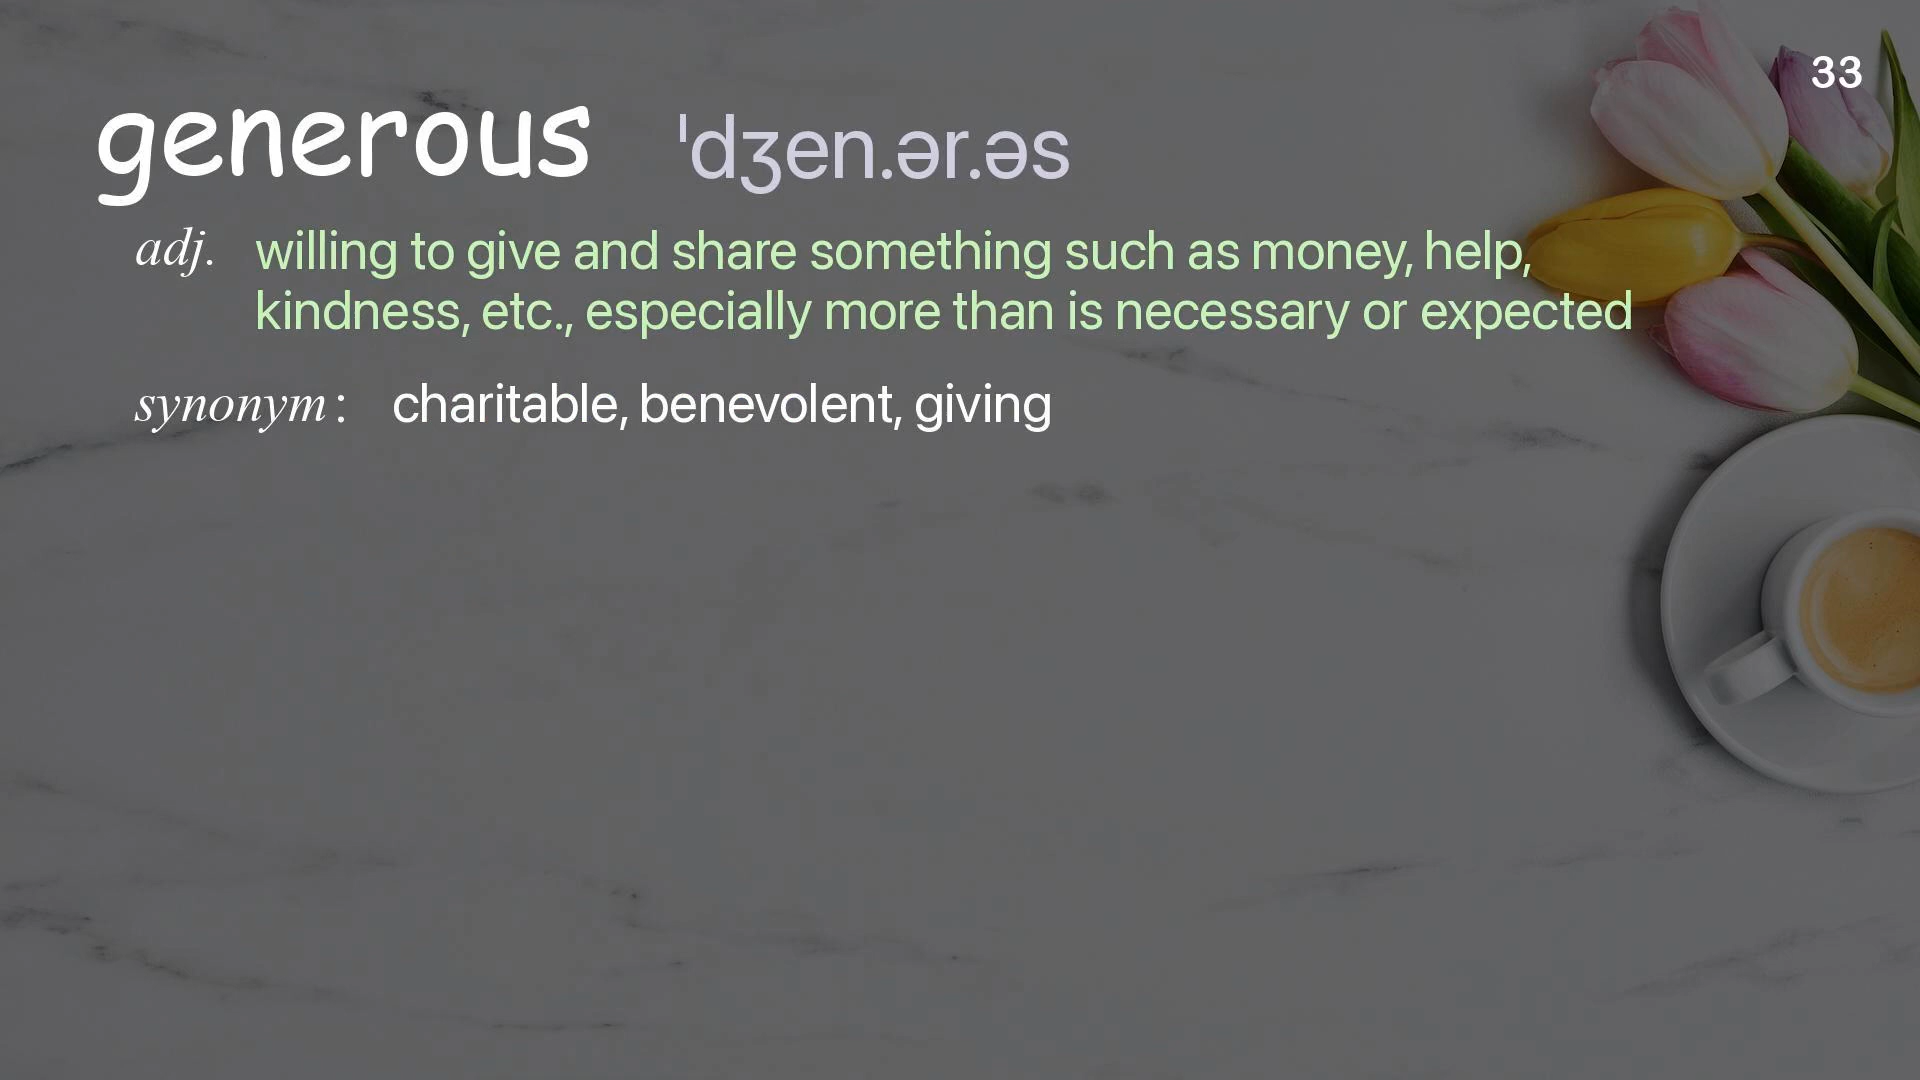 33
generous ˈdʒen.ər.əs
adj. willing to give and share something such as money, help,
kindness, etc., especially more than is necessary or expected
synonym: charitable, benevolent, giving